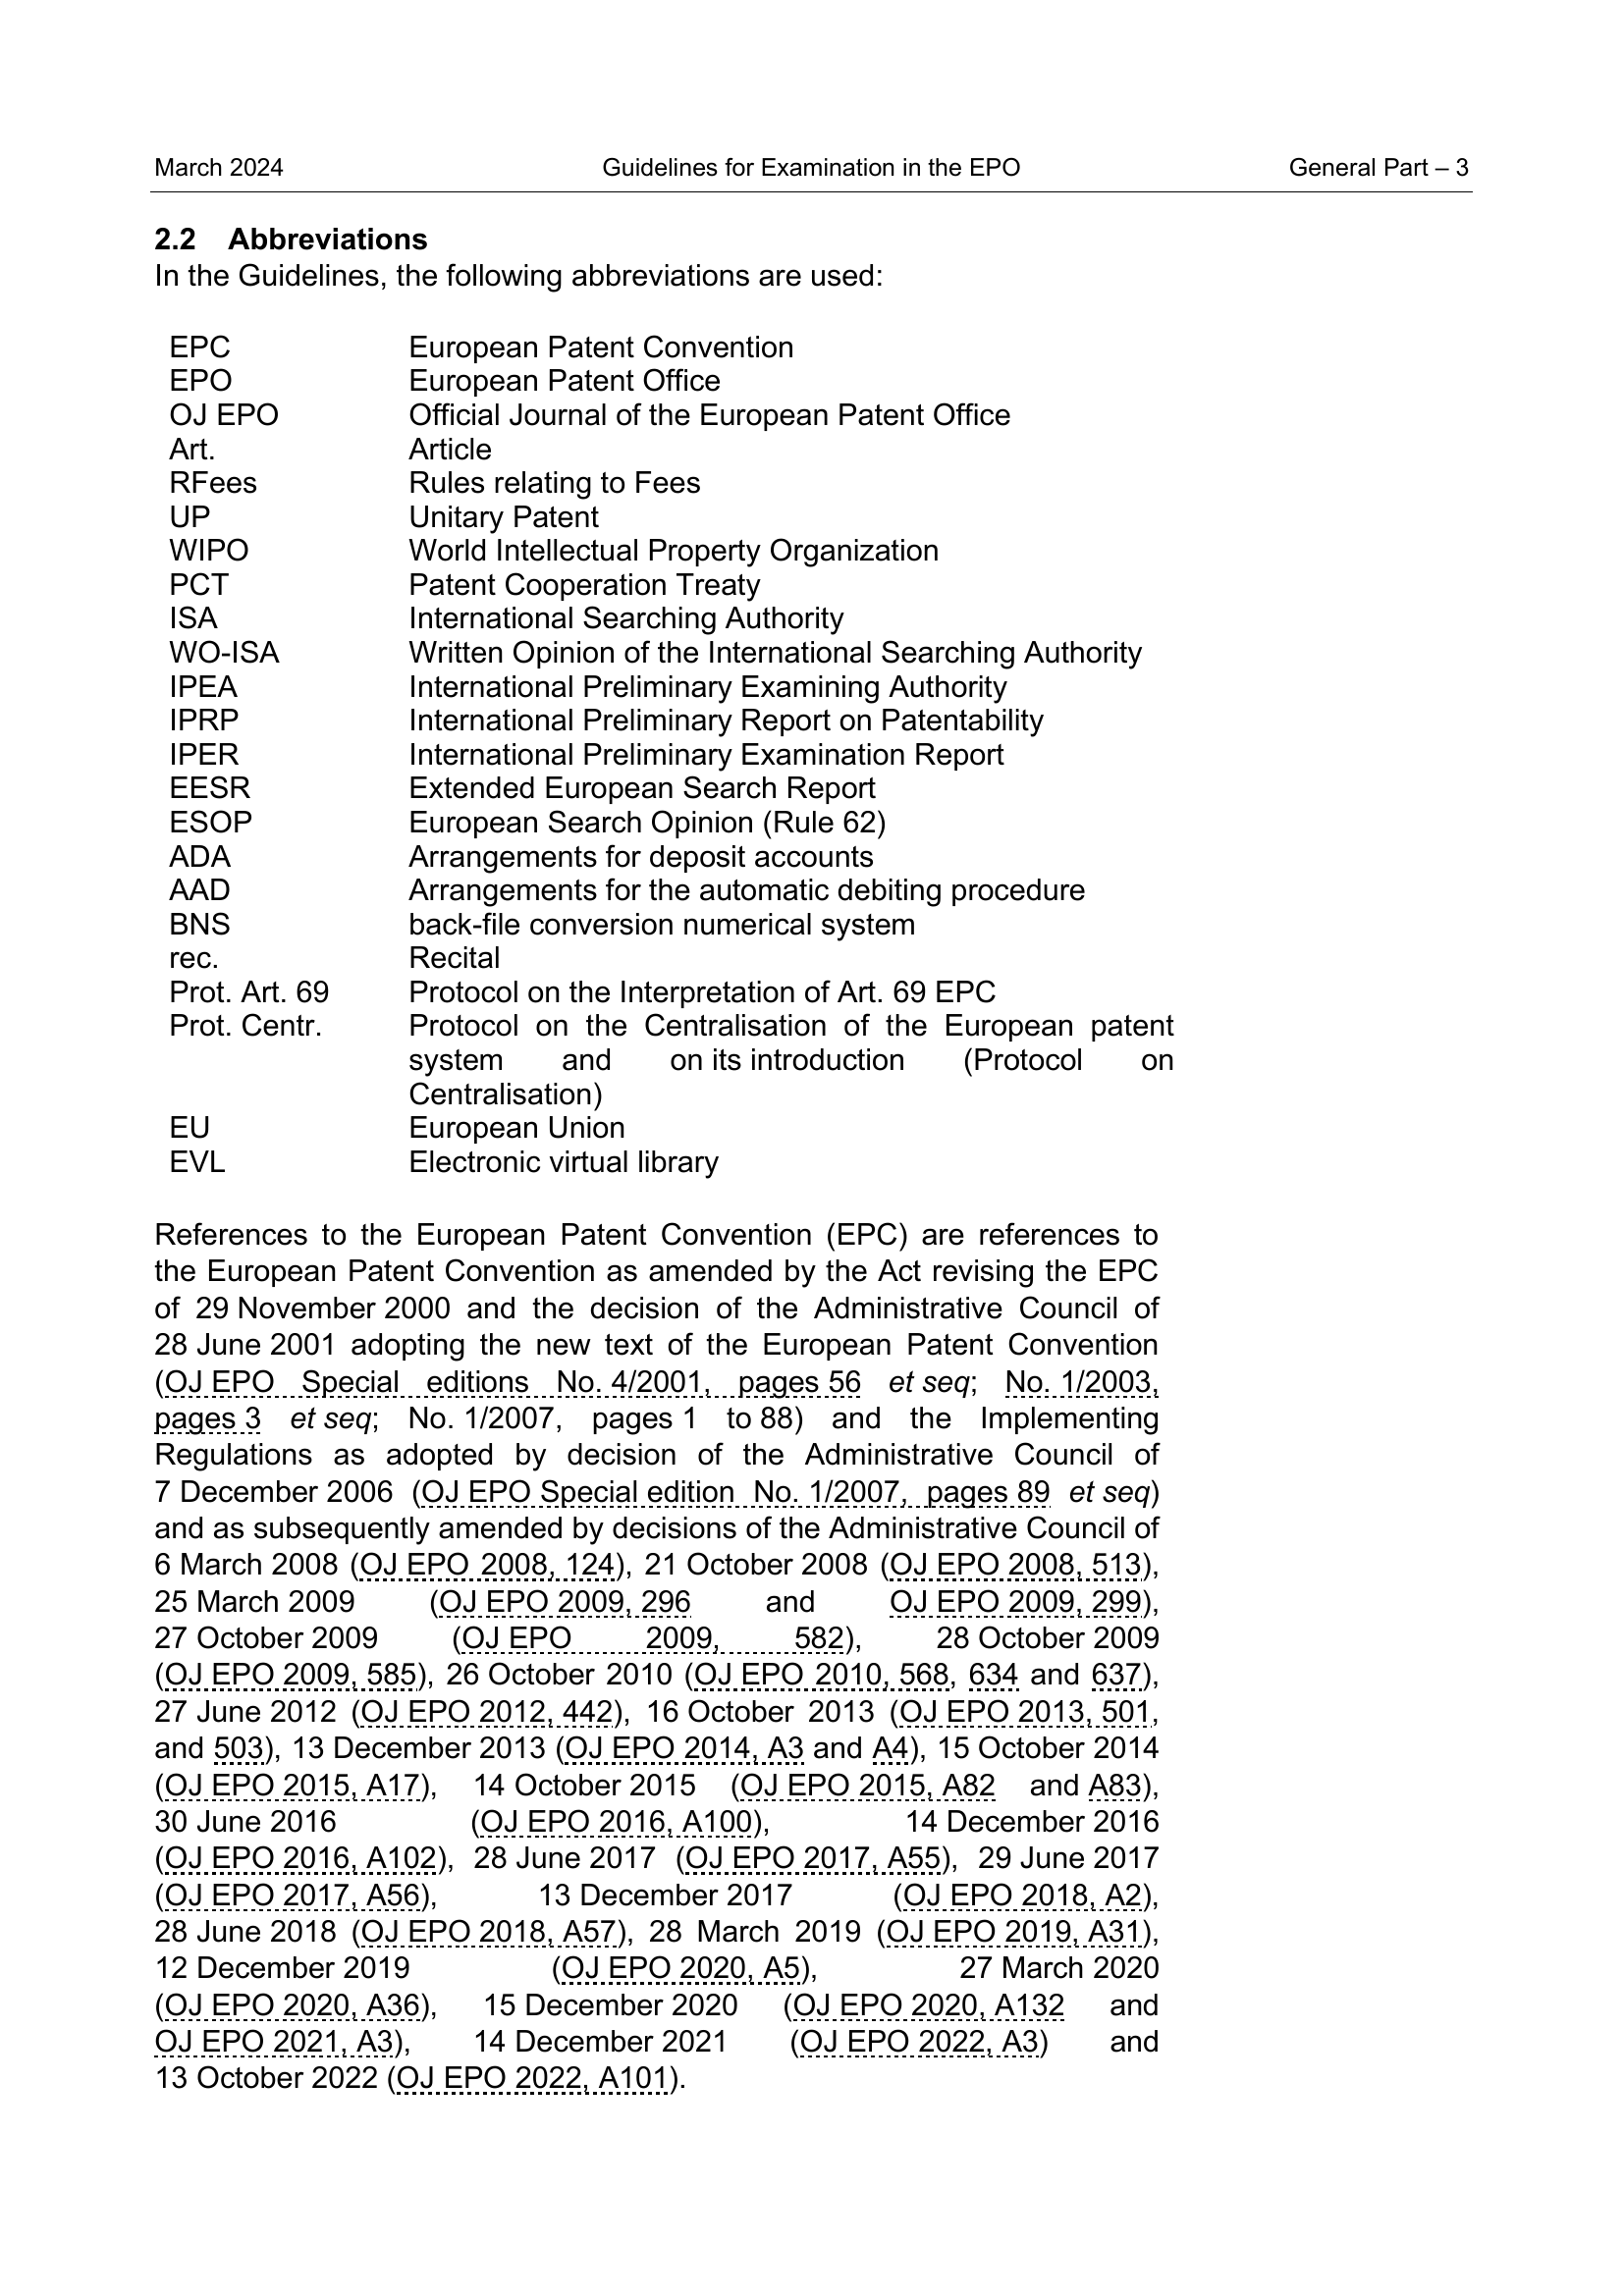 March 2024 Guidelines for Examination in the EPO General Part – 3
2.2 Abbreviations
In the Guidelines, the following abbreviations are used:
EPC European Patent Convention
EPO European Patent Office
OJ EPO Official Journal of the European Patent Office
Art. Article
RFees Rules relating to Fees
UP Unitary Patent
WIPO World Intellectual Property Organization
PCT Patent Cooperation Treaty
ISA International Searching Authority
WO-ISA Written Opinion of the International Searching Authority
IPEA International Preliminary Examining Authority
IPRP International Preliminary Report on Patentability
IPER International Preliminary Examination Report
EESR Extended European Search Report
ESOP European Search Opinion (Rule 62)
ADA Arrangements for deposit accounts
AAD Arrangements for the automatic debiting procedure
BNS back-file conversion numerical system
rec. Recital
Prot. Art. 69 Protocol on the Interpretation of Art. 69 EPC
Prot. Centr. Protocol on the Centralisation of the European patent
system and on its introduction (Protocol on
Centralisation)
EU European Union
EVL Electronic virtual library
References to the European Patent Convention (EPC) are references to
the European Patent Convention as amended by the Act revising the EPC
of 29 November 2000 and the decision of the Administrative Council of
28 June 2001 adopting the new text of the European Patent Convention
(OJ EPO Special editions No. 4/2001, pages 56 et seq; No. 1/2003,
pages 3 et seq; No. 1/2007, pages 1 to 88) and the Implementing
Regulations as adopted by decision of the Administrative Council of
7 December 2006 (OJ EPO Special edition No. 1/2007, pages 89 et seq)
and as subsequently amended by decisions of the Administrative Council of
6 March 2008 (OJ EPO 2008, 124), 21 October 2008 (OJ EPO 2008, 513),
25 March 2009 (OJ EPO 2009, 296 and OJ EPO 2009, 299),
27 October 2009 (OJ EPO 2009, 582), 28 October 2009
(OJ EPO 2009, 585), 26 October 2010 (OJ EPO 2010, 568, 634 and 637),
27 June 2012 (OJ EPO 2012, 442), 16 October 2013 (OJ EPO 2013, 501,
and 503), 13 December 2013 (OJ EPO 2014, A3 and A4), 15 October 2014
(OJ EPO 2015, A17), 14 October 2015 (OJ EPO 2015, A82 and A83),
30 June 2016 (OJ EPO 2016, A100), 14 December 2016
(OJ EPO 2016, A102), 28 June 2017 (OJ EPO 2017, A55), 29 June 2017
(OJ EPO 2017, A56), 13 December 2017 (OJ EPO 2018, A2),
28 June 2018 (OJ EPO 2018, A57), 28 March 2019 (OJ EPO 2019, A31),
12 December 2019 (OJ EPO 2020, A5), 27 March 2020
(OJ EPO 2020, A36), 15 December 2020 (OJ EPO 2020, A132 and
OJ EPO 2021, A3), 14 December 2021 (OJ EPO 2022, A3) and
13 October 2022 (OJ EPO 2022, A101).